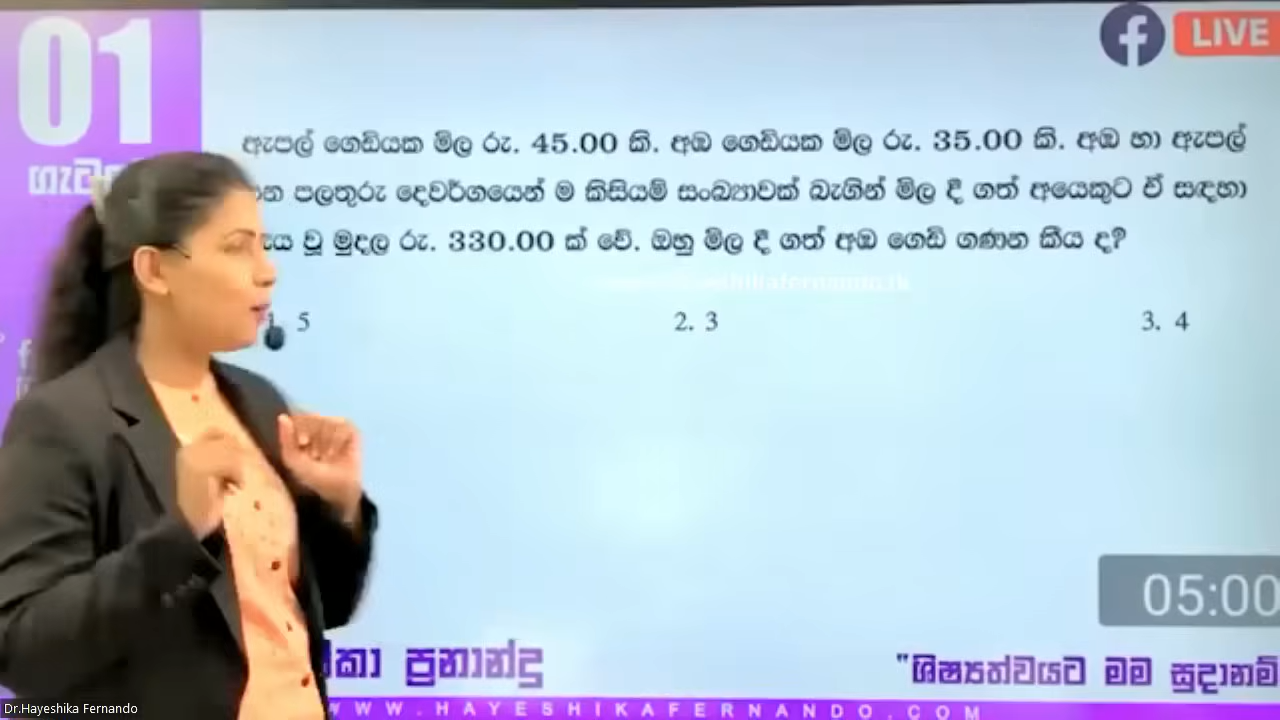 01
LIVE
ඇපල් ගෙඩියක මිල රු. 45.00 කි. අඹ ගෙඩියක මිල රු. 35.00 කි. අඹ හා ඇපල්
පලතුරු දෙවර්ගයෙන් ම කිසියම් සංඛ්‍යාවක් බැගින් මිල දී ගත් අයෙකුට ඒ සඳහා
වූ මුදල රු. 330.00 ක් වේ. ඔහු මිල දී ගත් අඹ ගෙඩි ගණන කීය ද?
5 2. 3 3. 4
05:00
ප්‍රනාන්දු "ශිෂ්‍යත්වයට මම සුදානම්
WWW.HAYESHIKAFERNANDO.COM
Dr.Hayeshika Fernando